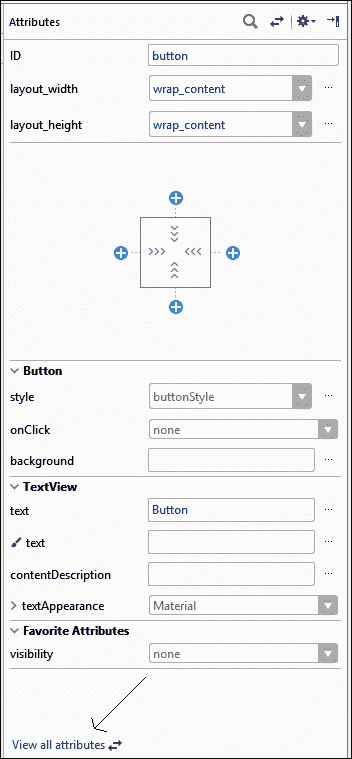 Attributes
ID button
layout_width wrap_content ...
layout_height wrap_content ...
Button
style buttonStyle ...
onClick none
background ...
TextView
text Button ...
text ...
contentDescription ...
textAppearance Material
Favorite Attributes
visibility none
View all attributes